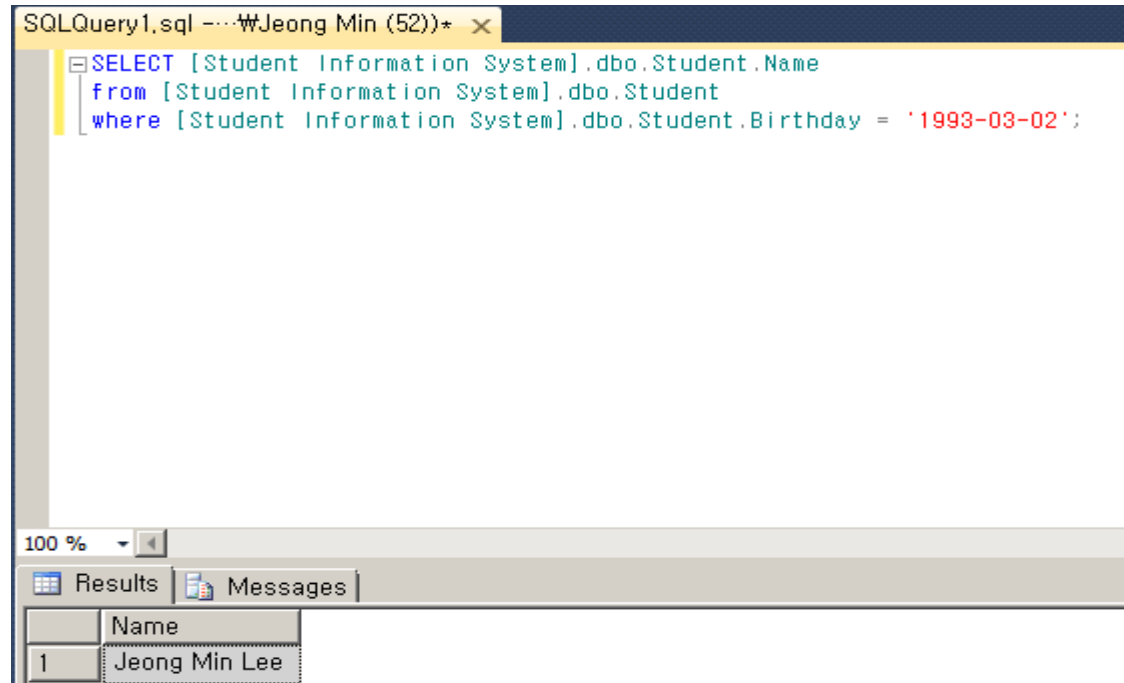 SQLQuery1.sql -...₩Jeong Min (52))* ×
SELECT [Student Information System].dbo.Student.Name
from [Student Information System].dbo.Student
where [Student Information System].dbo.Student.Birthday = '1993-03-02';
100 %
Results Messages
Name
1 Jeong Min Lee